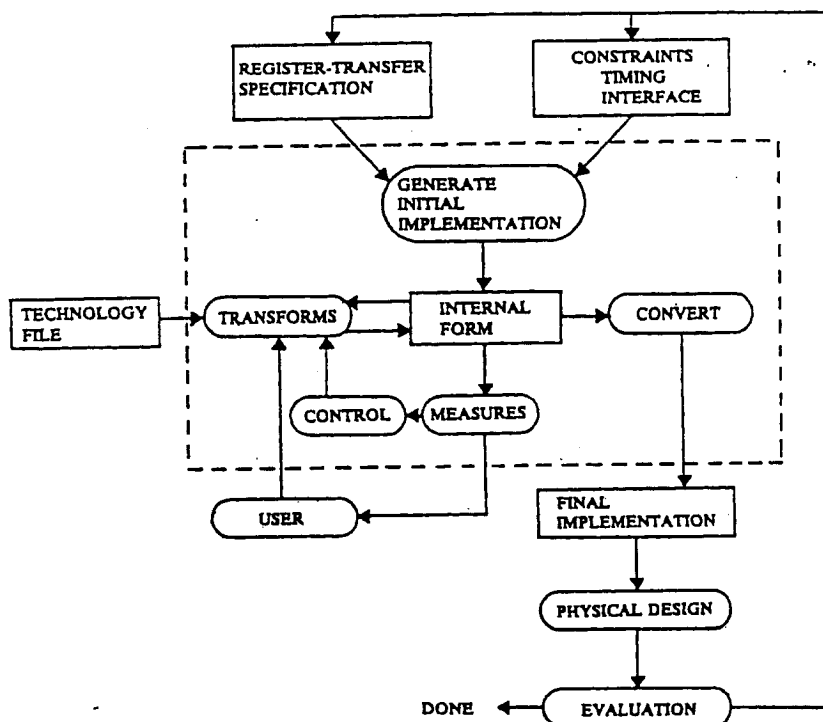 REGISTER-TRANSFER
SPECIFICATION
CONSTRAINTS
TIMING
INTERFACE
GENERATE
INITIAL
IMPLEMENTATION
TECHNOLOGY
FILE
TRANSFORMS
INTERNAL
FORM
CONVERT
CONTROL
MEASURES
USER
FINAL
IMPLEMENTATION
PHYSICAL DESIGN
DONE
EVALUATION